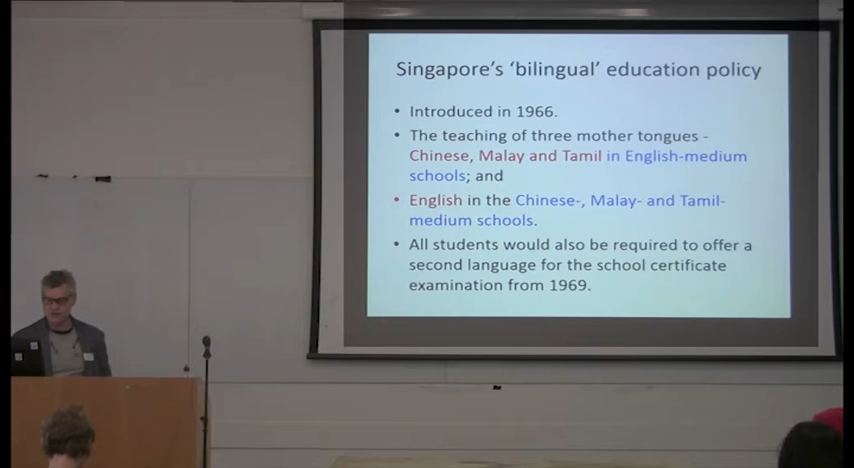 Singapore's 'bilingual' education policy
• Introduced in 1966.
• The teaching of three mother tongues -
Chinese, Malay and Tamil in English-medium
schools; and
• English in the Chinese-, Malay- and Tamil-
medium schools.
• All students would also be required to offer a
second language for the school certificate
examination from 1969.